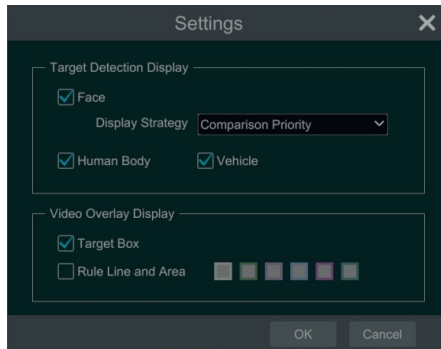 Settings
Target Detection Display
Face
Display Strategy Comparison Priority
Human Body Vehicle
Video Overlay Display
Target Box
Rule Line and Area
OK Cancel